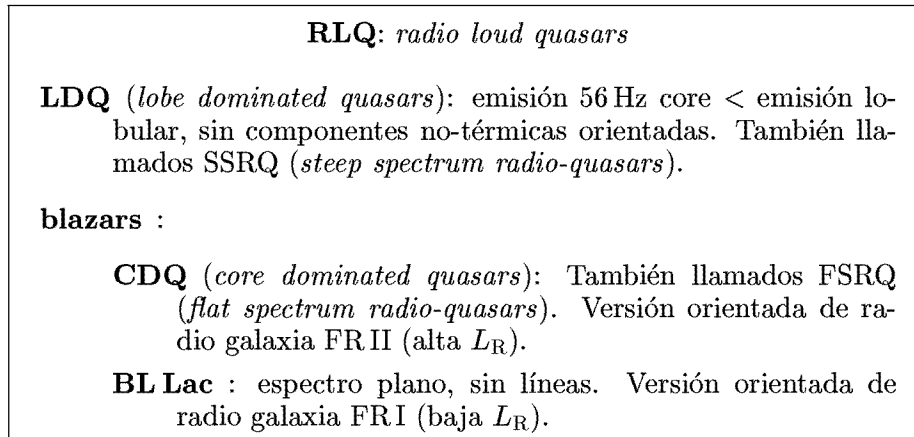 RLQ: radio loud quasars
LDQ (lobe dominated quasars): emisión 56 Hz core < emisión lo-
bular, sin componentes no-térmicas orientadas. También lla-
mados SSRQ (steep spectrum radio-quasars).
blazars :
CDQ (core dominated quasars): También llamados FSRQ
(flat spectrum radio-quasars). Versión orientada de ra-
dio galaxia FR II (alta L_R).
BL Lac : espectro plano, sin líneas. Versión orientada de
radio galaxia FR I (baja L_R).